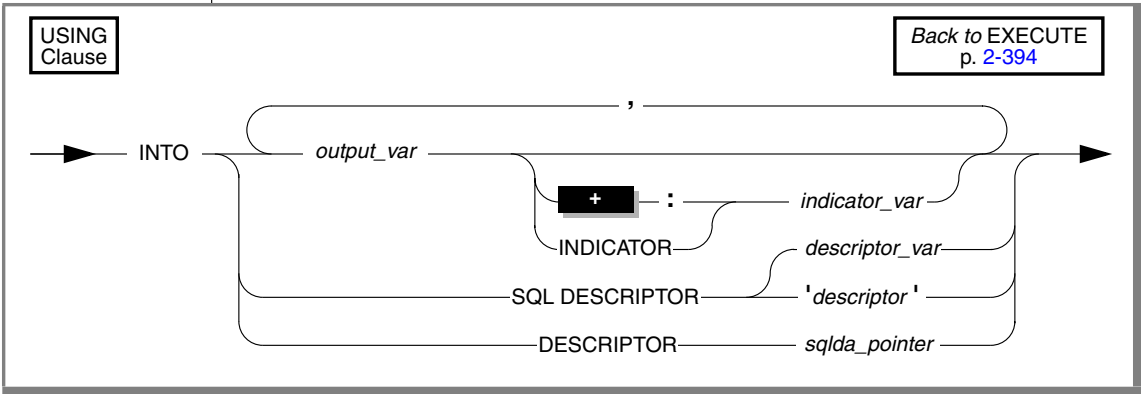 USING
Clause
Back to EXECUTE
p. 2-394
,
INTO
output_var
+
:
indicator_var
INDICATOR
descriptor_var
SQL DESCRIPTOR
'descriptor '
DESCRIPTOR
sqlda_pointer